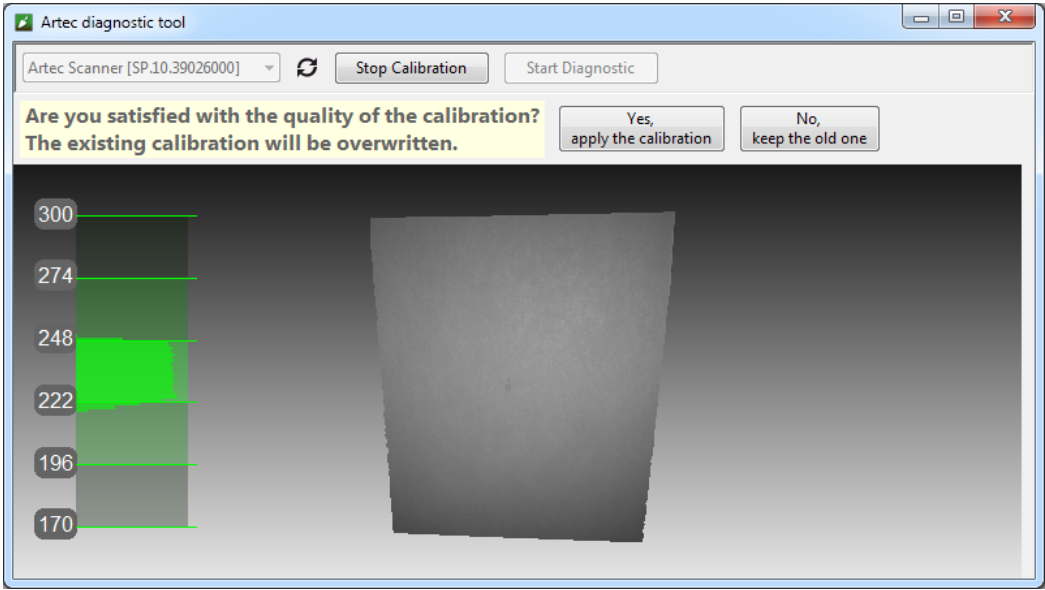 Artec diagnostic tool
Artec Scanner [SP.10.39026000]
Stop Calibration
Start Diagnostic
Are you satisfied with the quality of the calibration?
The existing calibration will be overwritten.
Yes,
apply the calibration
No,
keep the old one
300
274
248
222
196
170